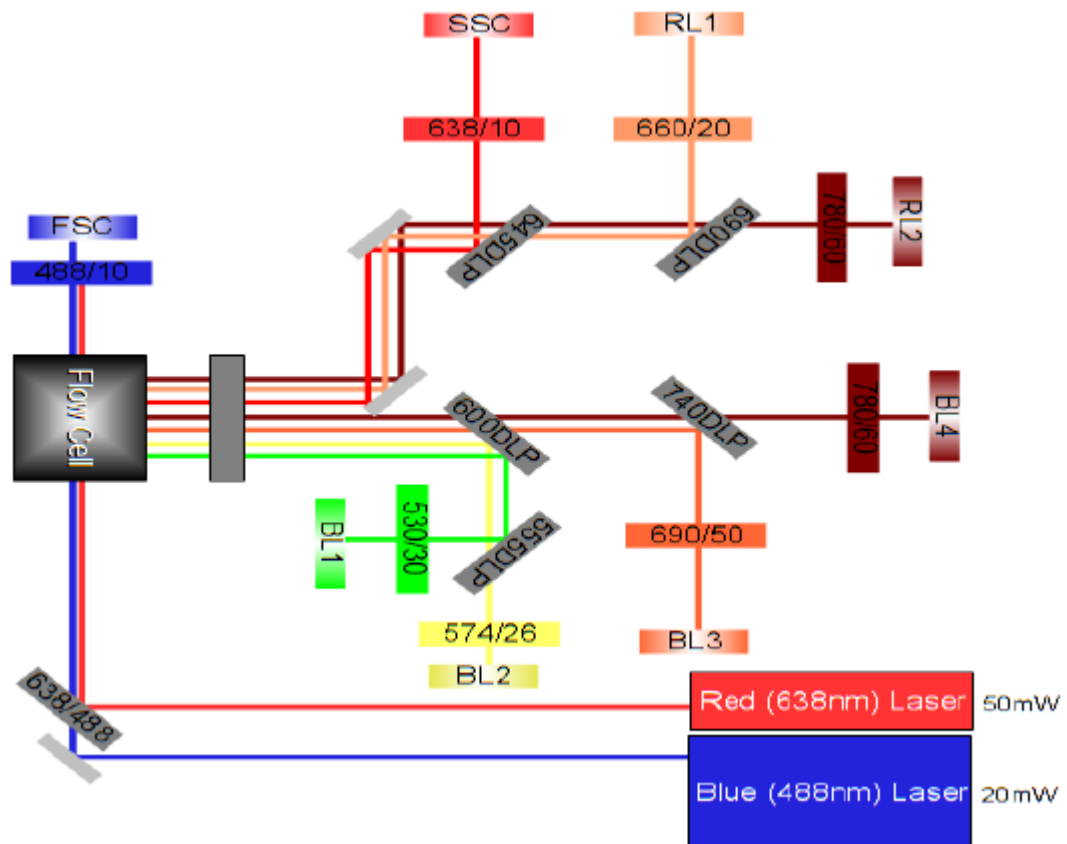 SSC
RL1
638/10
660/20
FSC
488/10
645DLP
690DLP
780/60
RL2
Flow Cell
600DLP
740DLP
780/60
BL4
BL1
530/30
555DLP
690/50
574/26
BL3
BL2
638/488
Red (638nm) Laser
50mW
Blue (488nm) Laser
20mW